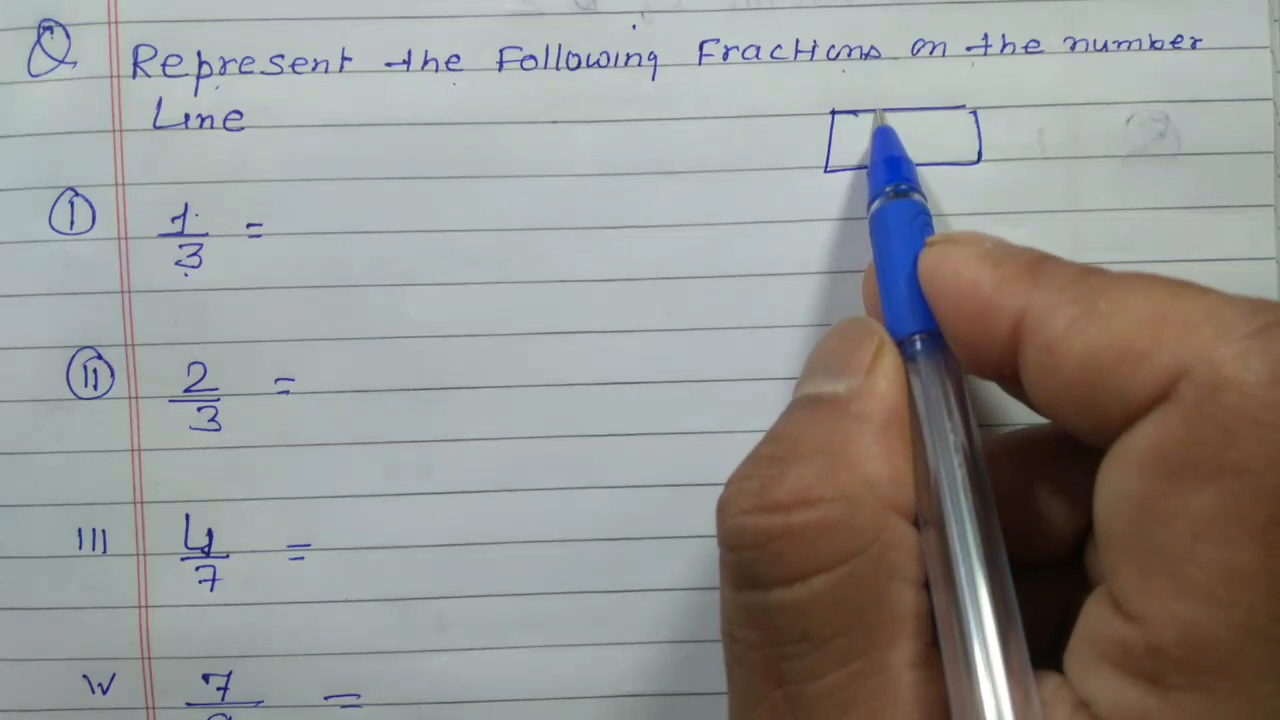 Q Represent the Following Fractions on the number
Line
I 1/3 =
II 2/3 =
III 4/7 =
IV 7/ =